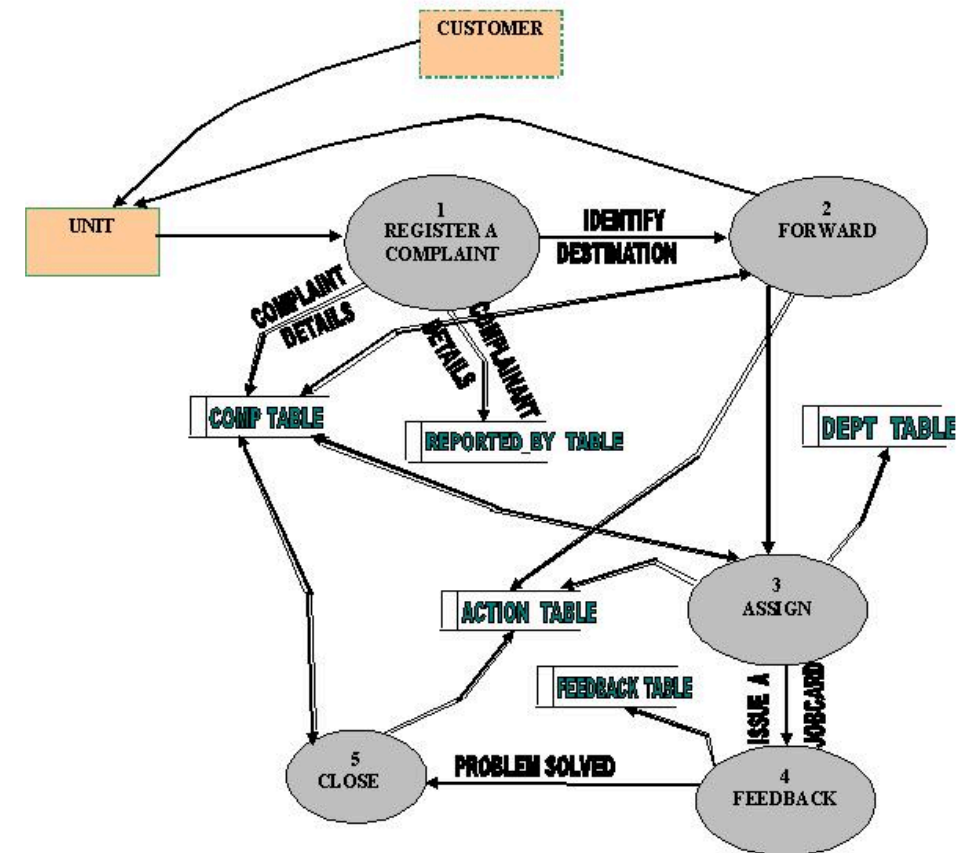 CUSTOMER
UNIT
1
REGISTER A
COMPLAINT
IDENTIFY
DESTINATION
2
FORWARD
COMPLAINT
DETAILS
COMPLAINANT
DETAILS
COMP TABLE
REPORTED_BY TABLE
DEPT TABLE
3
ASSIGN
ACTION TABLE
ISSUE A
JOBCARD
FEEDBACK TABLE
5
CLOSE
PROBLEM SOLVED
4
FEEDBACK